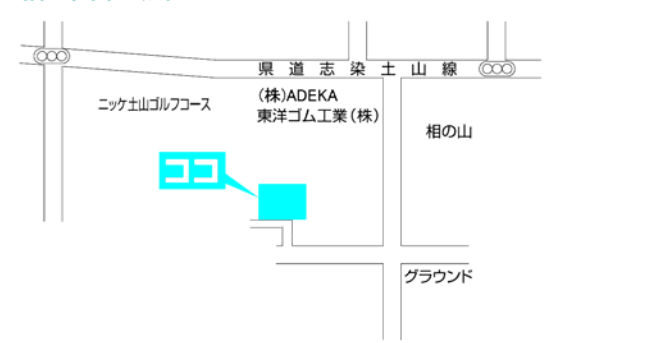 県道志染土山線
(株)ADEKA
東洋ゴム工業(株)
ニッケ土山ゴルフコース
相の山
ココ
グラウンド